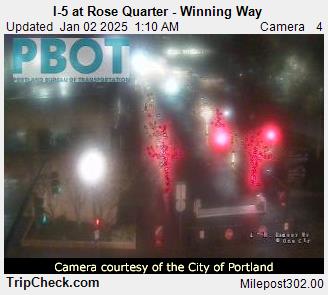 I-5 at Rose Quarter - Winning Way
Updated Jan 02 2025 1:10 AM Camera 4
PBOT
PORTLAND BUREAU OF TRANSPORTATION
Camera courtesy of the City of Portland
TripCheck.com Milepost302.00